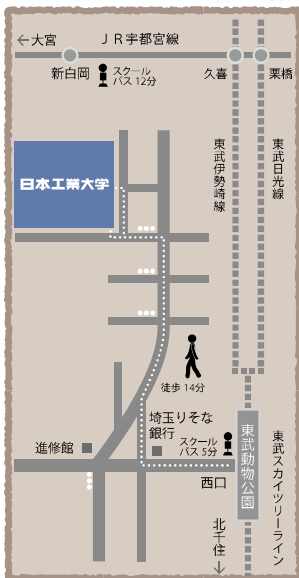 ←大宮
JR宇都宮線
新白岡
スクール
バス 12分
久喜
栗橋
東武伊勢崎線
東武日光線
日本工業大学
徒歩 14分
埼玉りそな
銀行
進修館
スクール
バス 5分
西口
東武動物公園
東武スカイツリーライン
北千住→